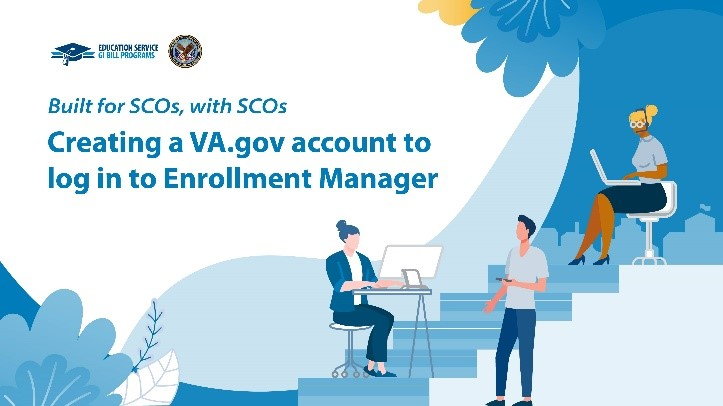 EDUCATION SERVICE
GI BILL PROGRAMS
Built for SCOs, with SCOs
Creating a VA.gov account to
log in to Enrollment Manager